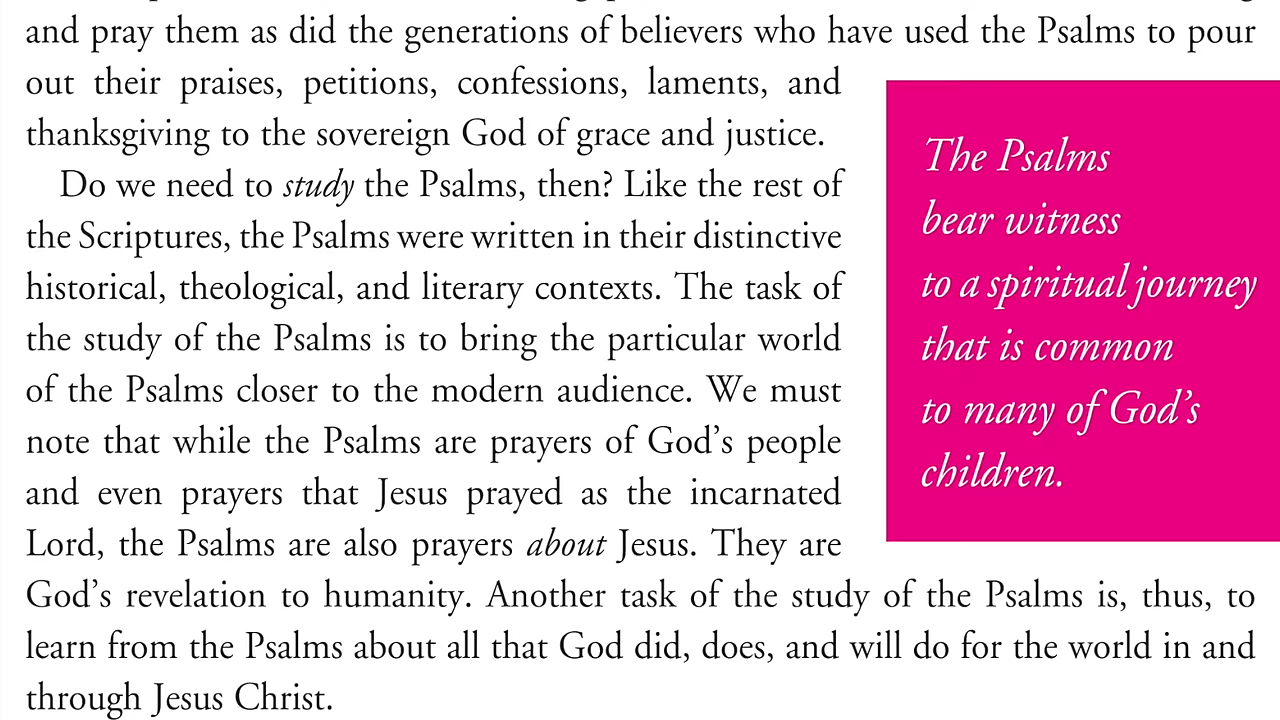 and pray them as did the generations of believers who have used the Psalms to pour
out their praises, petitions, confessions, laments, and
thanksgiving to the sovereign God of grace and justice.
Do we need to study the Psalms, then? Like the rest of
the Scriptures, the Psalms were written in their distinctive
historical, theological, and literary contexts. The task of
the study of the Psalms is to bring the particular world
of the Psalms closer to the modern audience. We must
note that while the Psalms are prayers of God’s people
and even prayers that Jesus prayed as the incarnated
Lord, the Psalms are also prayers about Jesus. They are
God’s revelation to humanity. Another task of the study of the Psalms is, thus, to
learn from the Psalms about all that God did, does, and will do for the world in and
through Jesus Christ.
The Psalms
bear witness
to a spiritual journey
that is common
to many of God’s
children.